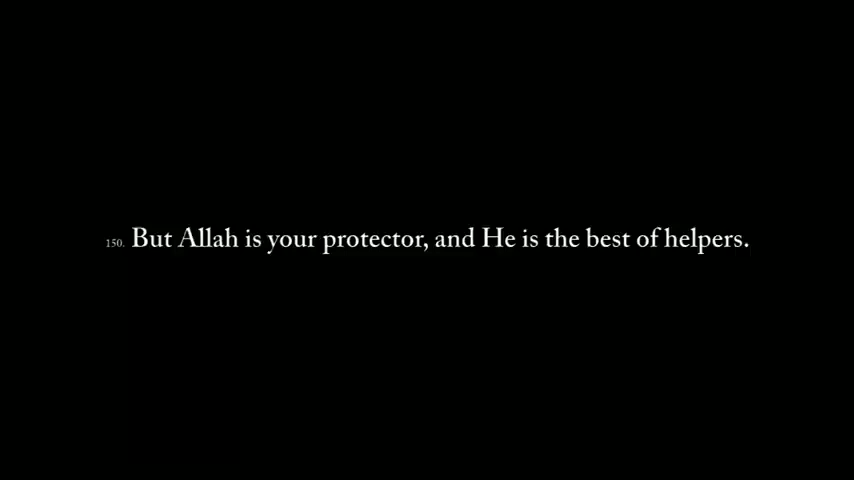 150. But Allah is your protector, and He is the best of helpers.